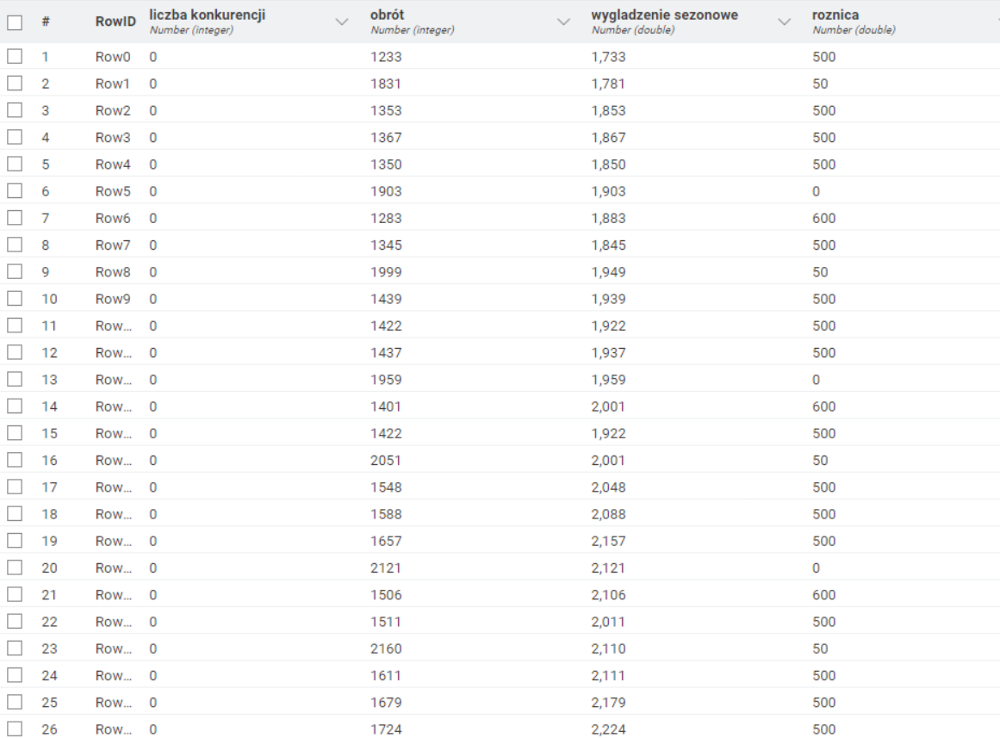 # RowID liczba konkurencji obrót wygladzenie sezonowe roznica
Number (integer) Number (integer) Number (double) Number (double)
1 Row0 0 1233 1,733 500
2 Row1 0 1831 1,781 50
3 Row2 0 1353 1,853 500
4 Row3 0 1367 1,867 500
5 Row4 0 1350 1,850 500
6 Row5 0 1903 1,903 0
7 Row6 0 1283 1,883 600
8 Row7 0 1345 1,845 500
9 Row8 0 1999 1,949 50
10 Row9 0 1439 1,939 500
11 Row... 0 1422 1,922 500
12 Row... 0 1437 1,937 500
13 Row... 0 1959 1,959 0
14 Row... 0 1401 2,001 600
15 Row... 0 1422 1,922 500
16 Row... 0 2051 2,001 50
17 Row... 0 1548 2,048 500
18 Row... 0 1588 2,088 500
19 Row... 0 1657 2,157 500
20 Row... 0 2121 2,121 0
21 Row... 0 1506 2,106 600
22 Row... 0 1511 2,011 500
23 Row... 0 2160 2,110 50
24 Row... 0 1611 2,111 500
25 Row... 0 1679 2,179 500
26 Row... 0 1724 2,224 500